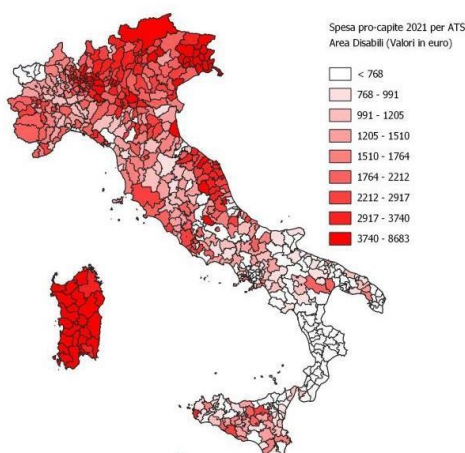 Spesa pro-capite 2021 per ATS
Area Disabili (Valori in euro)
< 768
768 - 991
991 - 1205
1205 - 1510
1510 - 1764
1764 - 2212
2212 - 2917
2917 - 3740
3740 - 8683